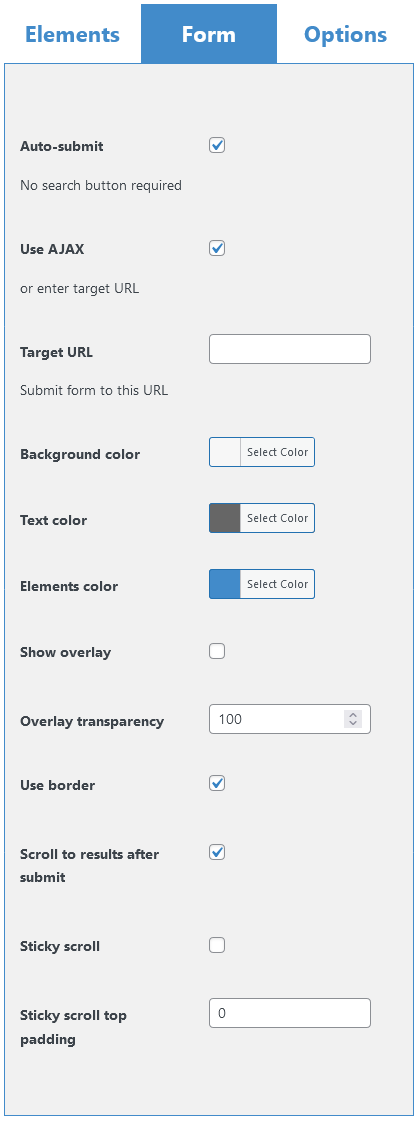 Elements Form Options
Auto-submit
No search button required
Use AJAX
or enter target URL
Target URL
Submit form to this URL
Background color Select Color
Text color Select Color
Elements color Select Color
Show overlay
Overlay transparency 100
Use border
Scroll to results after
submit
Sticky scroll
Sticky scroll top 0
padding